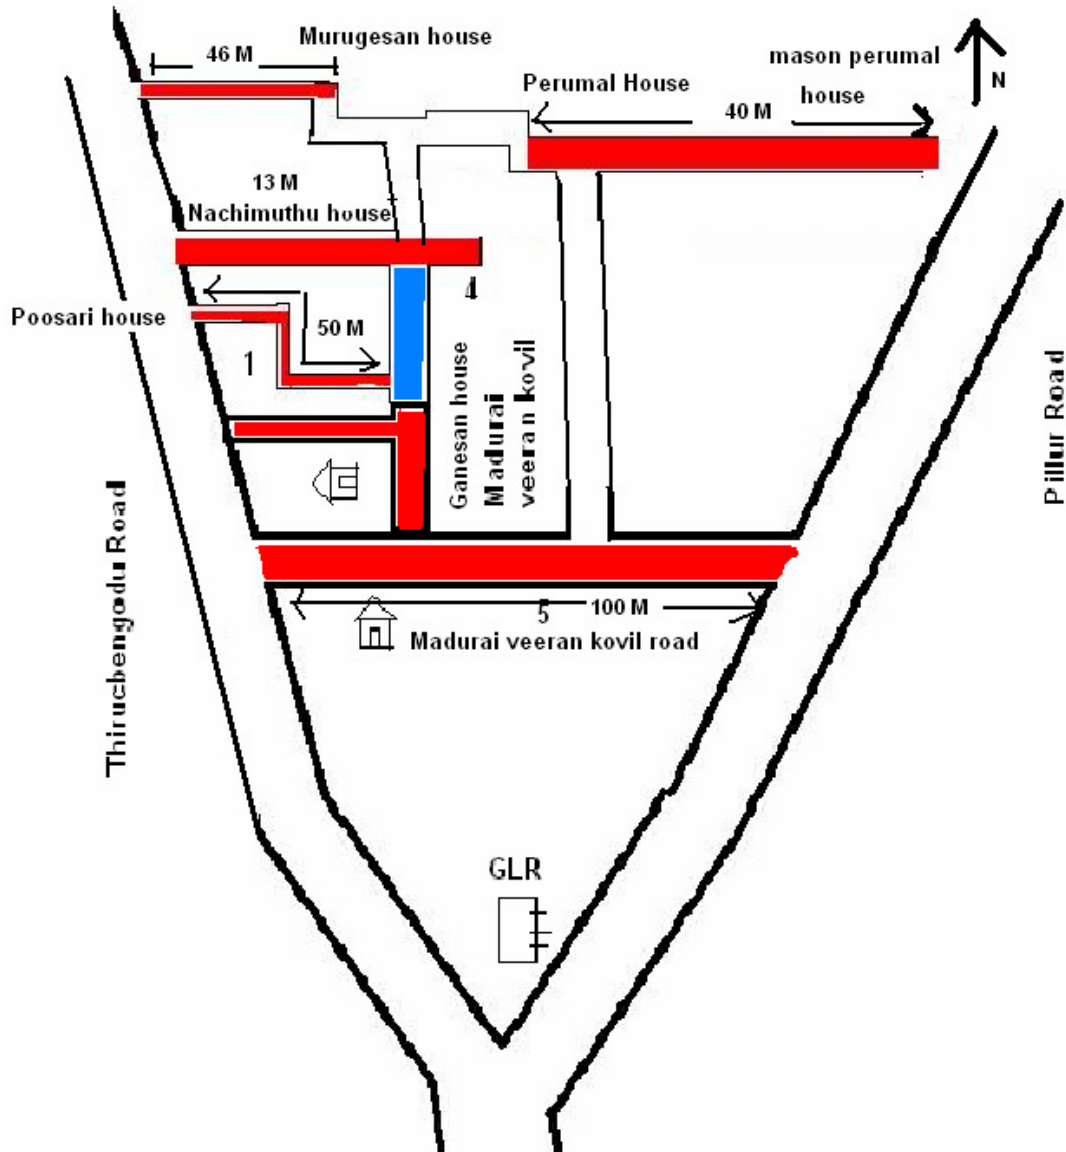 Murugesan house
46 M
mason perumal
house
Perumal House
N
40 M
13 M
Nachimuthu house
4
Poosari house
50 M
1
Ganesan house
Madurai
veeran kovil
Pillur Road
Thirucbengodu Road
5
100 M
Madurai veeran kovil road
GLR